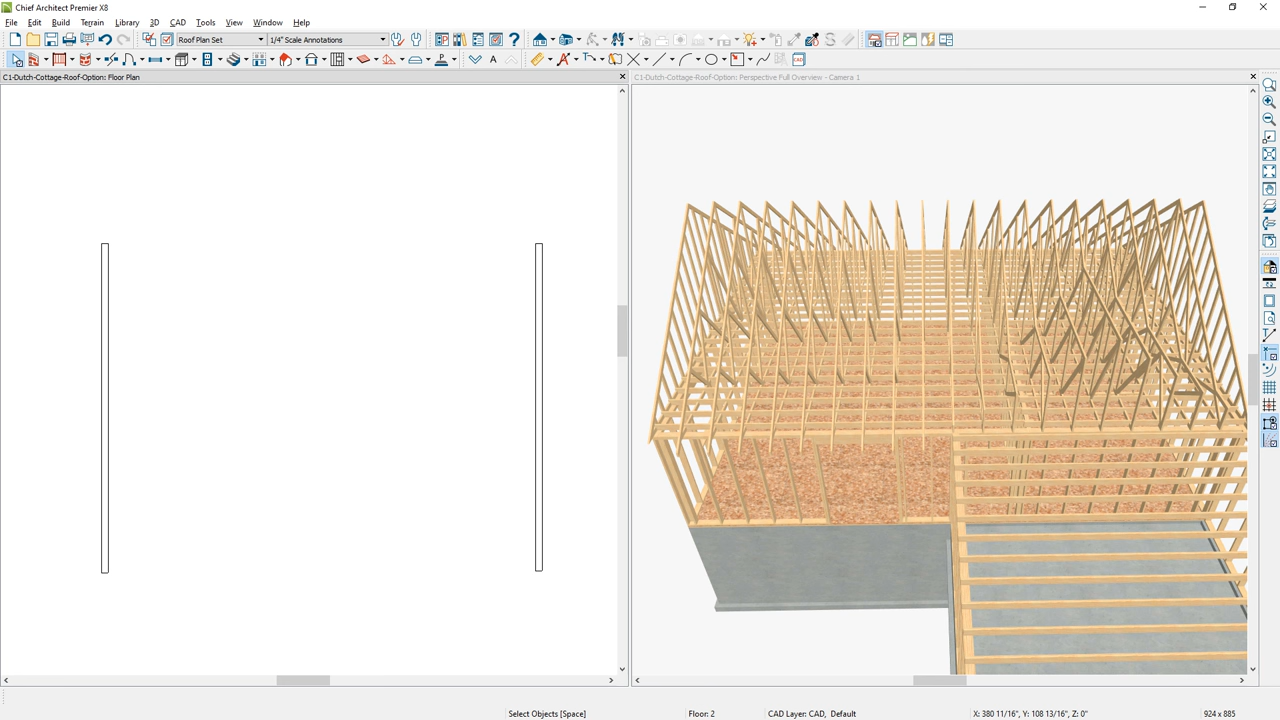 Chief Architect Premier X8
File Edit Build Terrain Library 3D CAD Tools View Window Help
Roof Plan Set 1/4" Scale Annotations
C1-Dutch-Cottage-Roof-Option: Floor Plan
C1-Dutch-Cottage-Roof-Option: Perspective Full Overview - Camera 1
Select Objects [Space] Floor: 2 CAD Layer: CAD, Default X: 380 11/16", Y: 108 13/16", Z: 0" 924 x 885